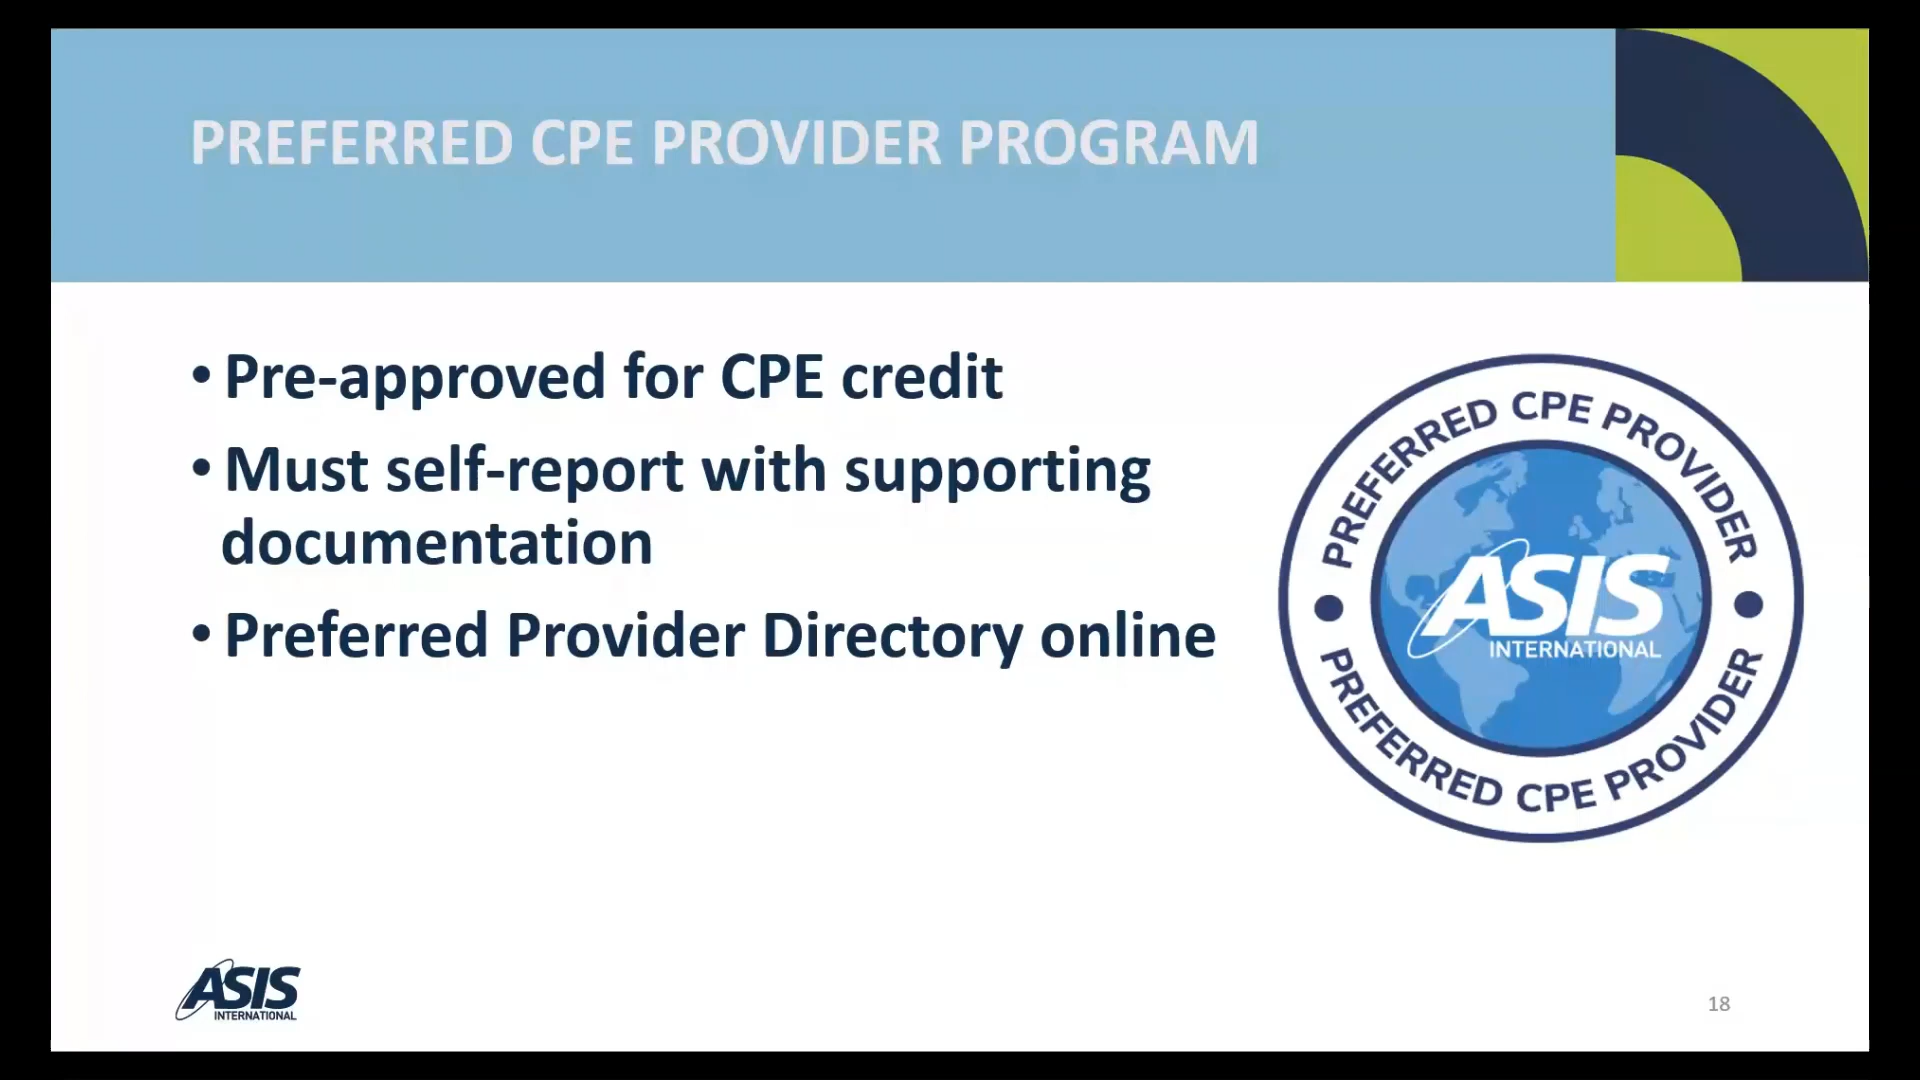 PREFERRED CPE PROVIDER PROGRAM
• Pre-approved for CPE credit
• Must self-report with supporting
documentation
• Preferred Provider Directory online
PREFERRED CPE PROVIDER
ASIS
INTERNATIONAL
PREFERRED CPE PROVIDER
ASIS
INTERNATIONAL
18